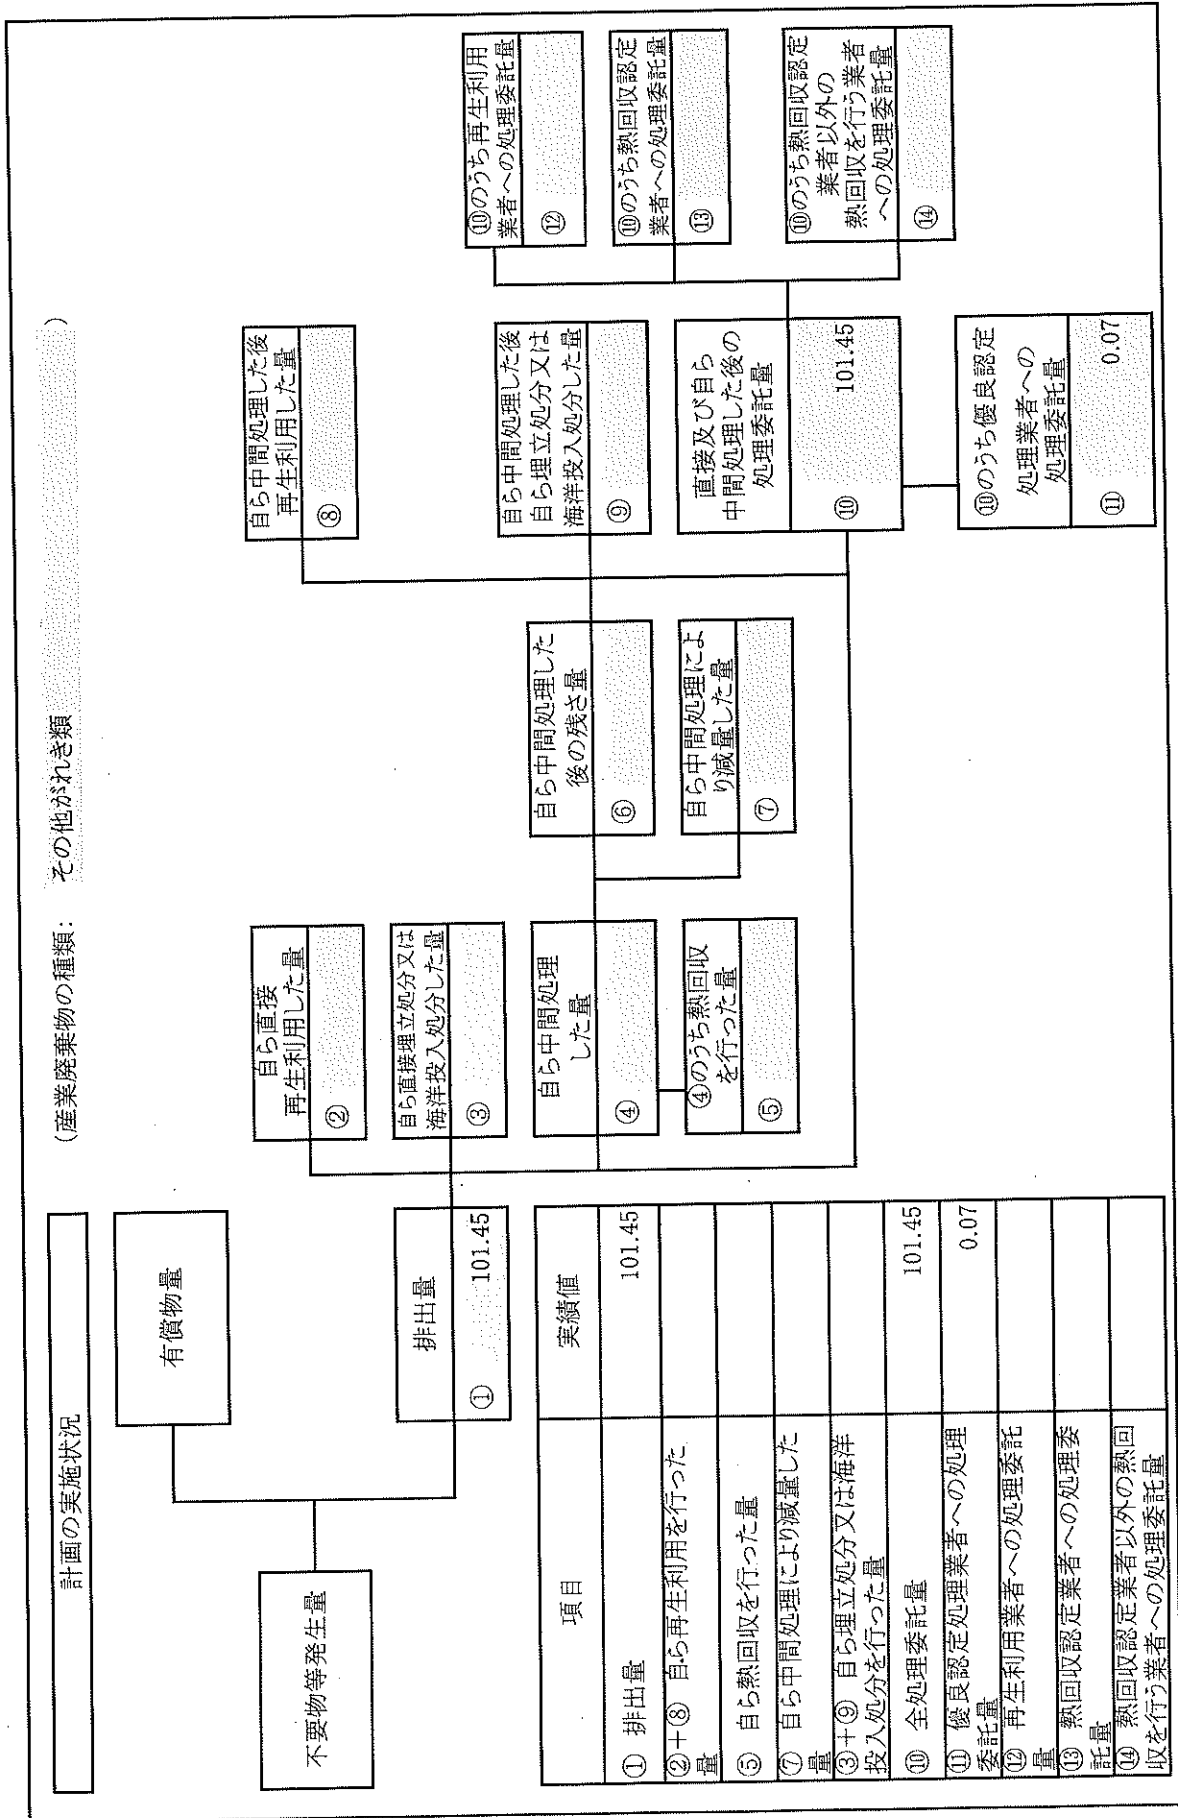 計画の実施状況
(産業廃棄物の種類: その他がれき類 )
有償物量
不要物等発生量
排出量
① 101.45
自ら直接
再生利用した量
②
自ら直接埋立処分又は
海洋投入処分した量
③
自ら中間処理
した量
④
④のうち熱回収
を行った量
⑤
自ら中間処理した
後の残さ量
⑥
自ら中間処理によ
り減量した量
⑦
自ら中間処理した後
再生利用した量
⑧
自ら中間処理した後
自ら埋立処分又は
海洋投入処分した量
⑨
直接及び自ら
中間処理した後の
処理委託量
⑩ 101.45
⑩のうち優良認定
処理業者への
処理委託量
⑪ 0.07
⑩のうち再生利用
業者への処理委託量
⑫
⑩のうち熱回収認定
業者への処理委託量
⑬
⑩のうち熱回収認定
業者以外の
熱回収を行う業者
への処理委託量
⑭
項目 実績値
① 排出量 101.45
②+⑧ 自ら再生利用を行った
量
⑤ 自ら熱回収を行った量
⑦ 自ら中間処理により減量した
量
③+⑨ 自ら埋立処分又は海洋
投入処分を行った量
⑩ 全処理委託量 101.45
⑪ 優良認定処理業者への処理
委託量 0.07
⑫ 再生利用業者への処理委託
量
⑬ 熱回収認定業者への処理委
託量
⑭ 熱回収認定業者以外の熱回
収を行う業者への処理委託量